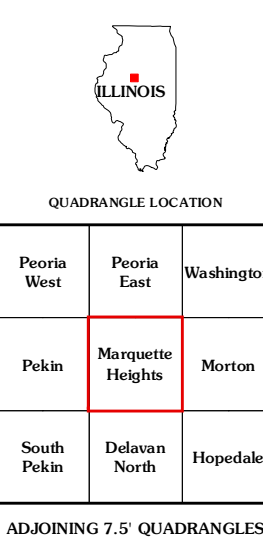 ILLINOIS
QUADRANGLE LOCATION
Peoria
West
Peoria
East
Washingto
Pekin
Marquette
Heights
Morton
South
Pekin
Delavan
North
Hopedale
ADJOINING 7.5' QUADRANGLES